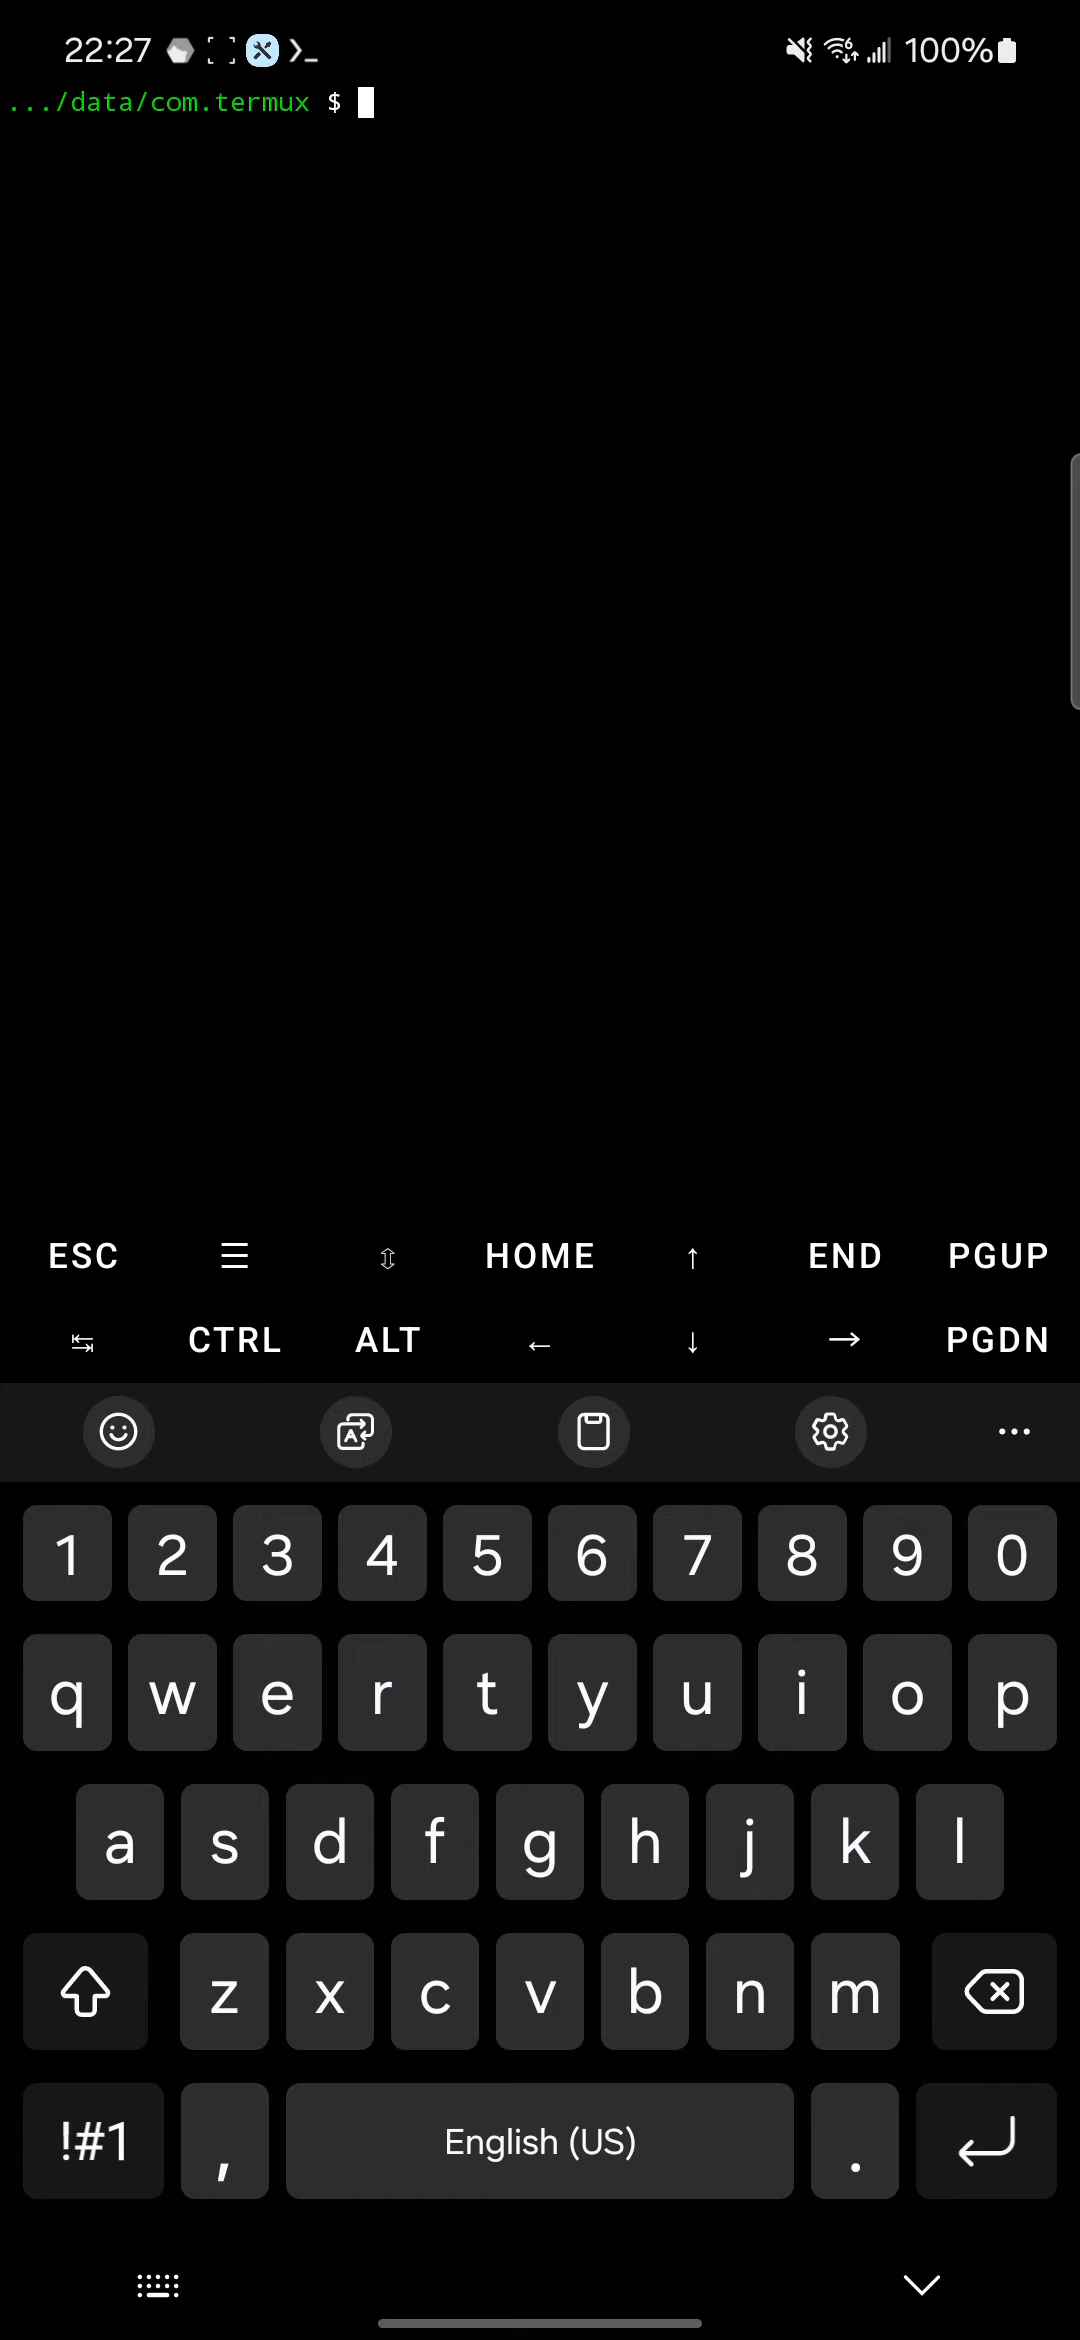 22:27 100%
.../data/com.termux $
ESC ☰ ⇳ HOME ↑ END PGUP
↹ CTRL ALT ← ↓ → PGDN
1 2 3 4 5 6 7 8 9 0
q w e r t y u i o p
a s d f g h j k l
z x c v b n m
!#1 , English (US) .